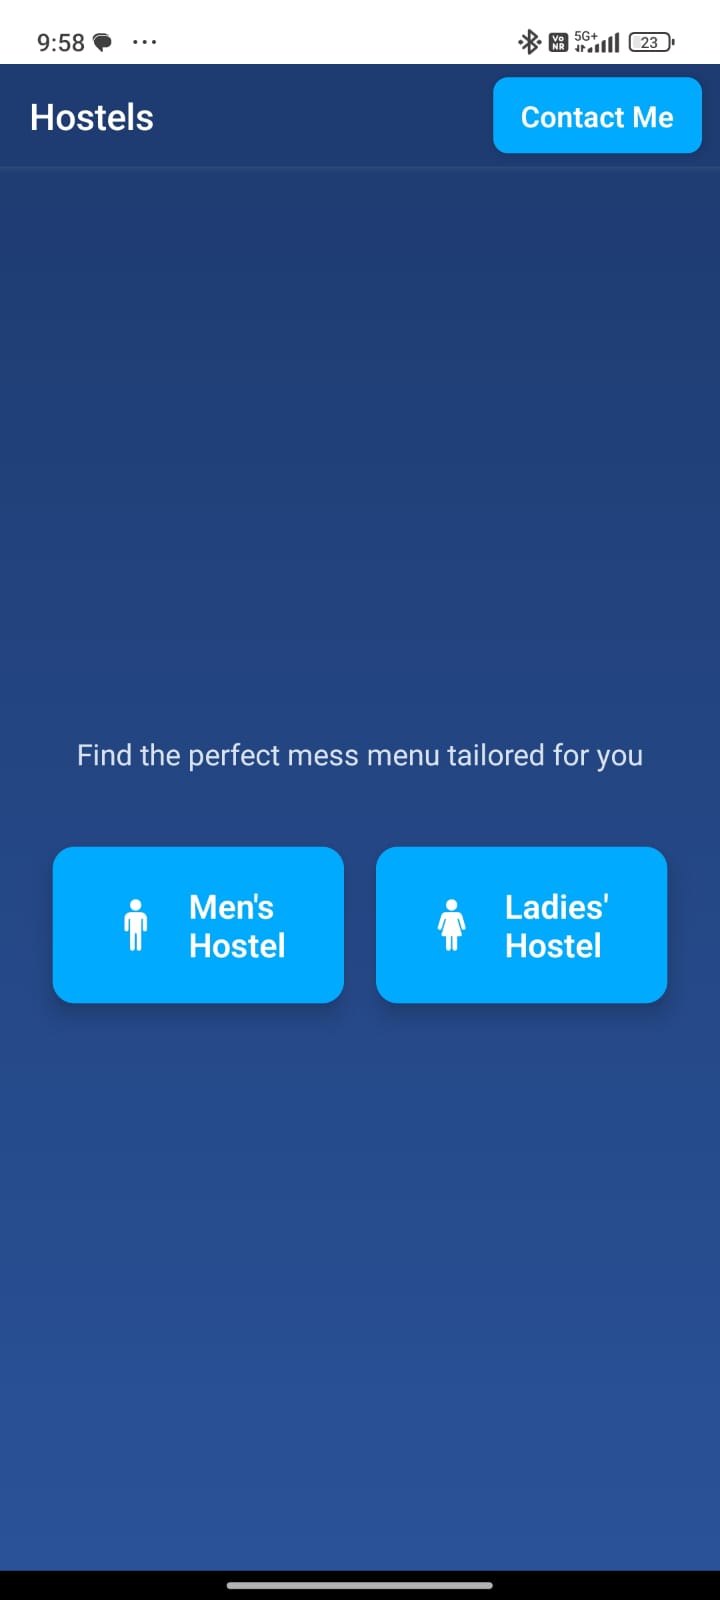 9:58
Vo
NR
5G+
23
Hostels
Contact Me
Find the perfect mess menu tailored for you
Men's
Hostel
Ladies'
Hostel